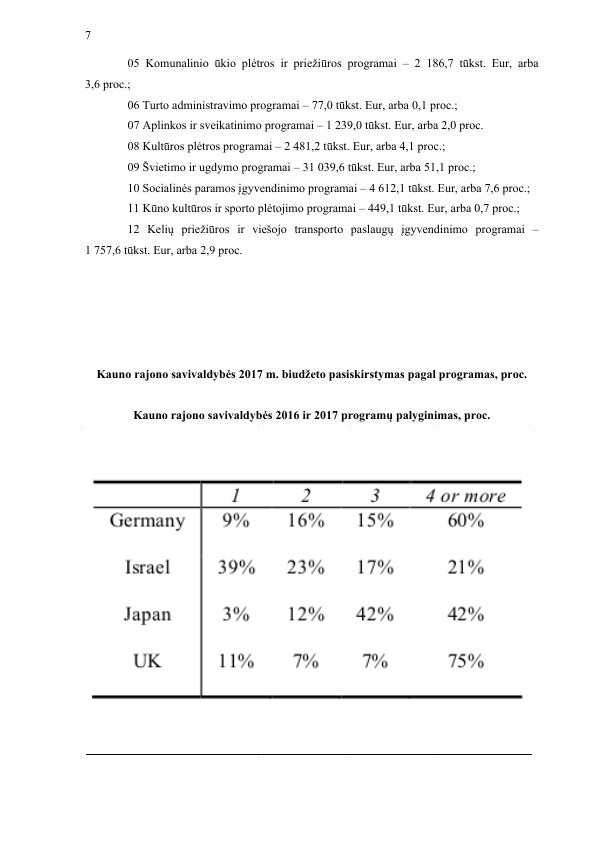 7
05 Komunalinio ūkio plėtros ir priežiūros programai – 2 186,7 tūkst. Eur, arba
3,6 proc.;
06 Turto administravimo programai – 77,0 tūkst. Eur, arba 0,1 proc.;
07 Aplinkos ir sveikatinimo programai – 1 239,0 tūkst. Eur, arba 2,0 proc.
08 Kultūros plėtros programai – 2 481,2 tūkst. Eur, arba 4,1 proc.;
09 Švietimo ir ugdymo programai – 31 039,6 tūkst. Eur, arba 51,1 proc.;
10 Socialinės paramos įgyvendinimo programai – 4 612,1 tūkst. Eur, arba 7,6 proc.;
11 Kūno kultūros ir sporto plėtojimo programai – 449,1 tūkst. Eur, arba 0,7 proc.;
12 Kelių priežiūros ir viešojo transporto paslaugų įgyvendinimo programai –
1 757,6 tūkst. Eur, arba 2,9 proc.
Kauno rajono savivaldybės 2017 m. biudžeto pasiskirstymas pagal programas, proc.
Kauno rajono savivaldybės 2016 ir 2017 programų palyginimas, proc.
1 2 3 4 or more
Germany 9% 16% 15% 60%
Israel 39% 23% 17% 21%
Japan 3% 12% 42% 42%
UK 11% 7% 7% 75%